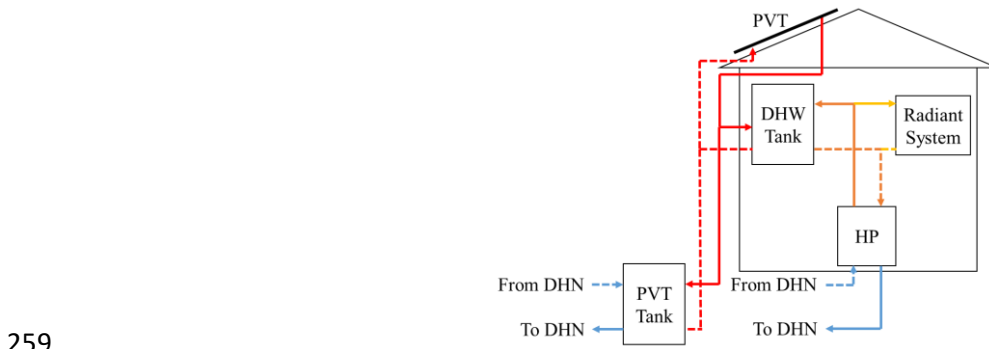 PVT
DHW
Tank
Radiant
System
HP
From DHN
PVT
Tank
From DHN
To DHN
To DHN
259